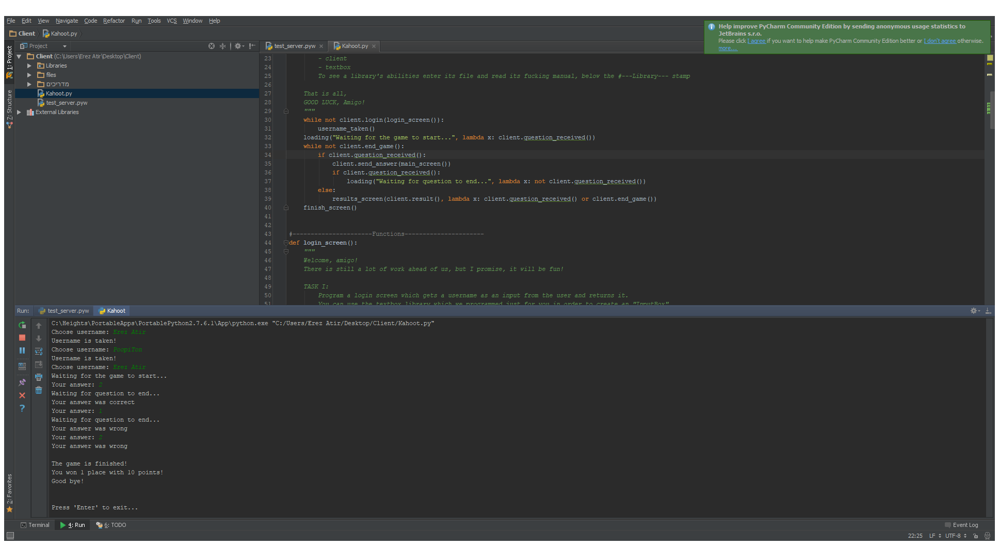 File Edit View Navigate Code Refactor Run Tools VCS Window Help
Client Kahoot.py
Help improve PyCharm Community Edition by sending anonymous usage statistics to
JetBrains s.r.o.
Please click I agree if you want to help make PyCharm Community Edition better or I don't agree otherwise.
more...
1: Project
Z: Structure
2: Favorites
Project
Client (C:\Users\Erez Atir\Desktop\Client)
Libraries
files
מדריכים
Kahoot.py
test_server.pyw
External Libraries
test_server.pyw Kahoot.py
23 - client
24 - textbox
25 To see a library's abilities enter its file and read its fucking manual, below the #---Library--- stamp
26
27 That is all,
28 GOOD LUCK, Amigo!
29 """
30 while not client.login(login_screen()):
31 username_taken()
32 loading("Waiting for the game to start...", lambda x: client.question_received())
33 while not client.end_game():
34 if client.question_received():
35 client.send_answer(main_screen())
36 if client.question_received():
37 loading("Waiting for question to end...", lambda x: not client.question_received())
38 else:
39 results_screen(client.result(), lambda x: client.question_received() or client.end_game())
40 finish_screen()
41
42
43 #----------------------Functions----------------------
44 def login_screen():
45 """
46 Welcome, amigo!
47 There is still a lot of work ahead of us, but I promise, it will be fun!
48
49 TASK I:
50 Program a login screen which gets a username as an input from the user and returns it.
51 You can use the textbox library which we programmed just for you in order to create an "InputBox"
Run: test_server.pyw Kahoot
C:\Heights\PortableApps\PortablePython2.7.6.1\App\python.exe "C:/Users/Erez Atir/Desktop/Client/Kahoot.py"
Choose username: Erez Atir
Username is taken!
Choose username: PoopiTon
Username is taken!
Choose username: Erez Atir
Waiting for the game to start...
Your answer: 2
Waiting for question to end...
Your answer was correct
Your answer: 1
Waiting for question to end...
Your answer was wrong
Your answer: 2
Your answer was wrong
The game is finished!
You won 1 place with 10 points!
Good bye!
Press 'Enter' to exit...
Terminal 4: Run 6: TODO Event Log
22:25 LF UTF-8